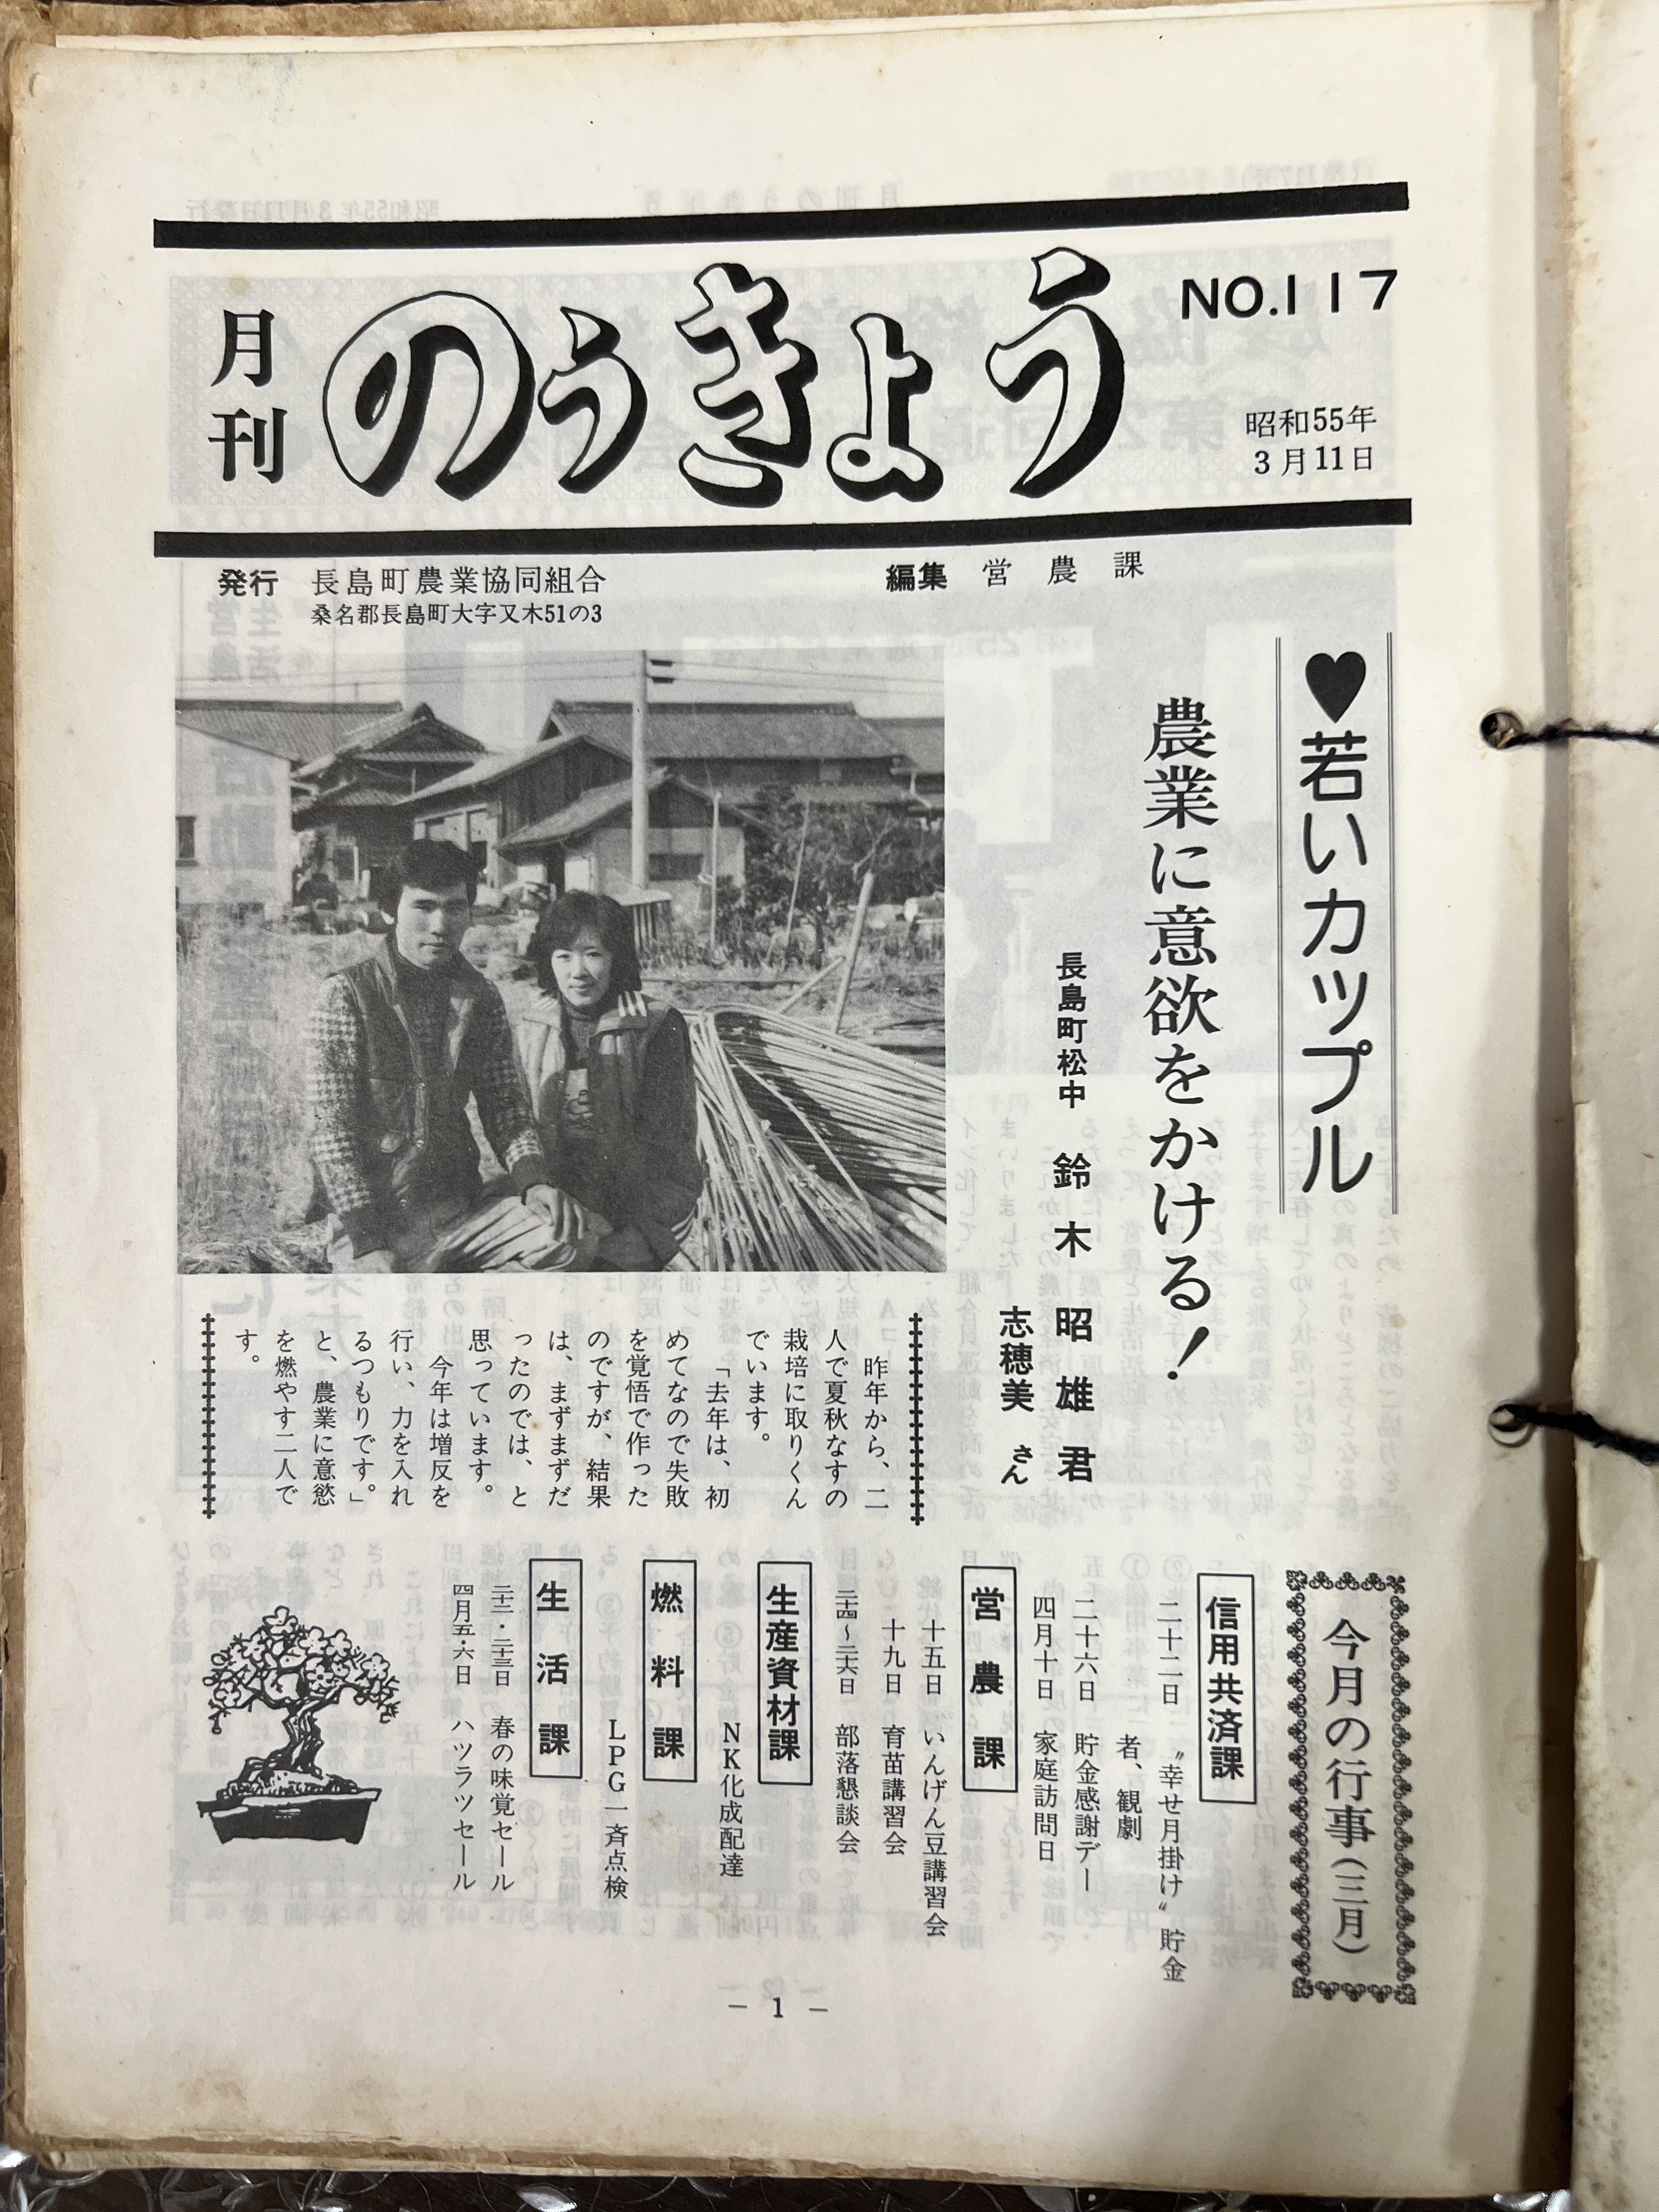 月刊
のうきょう
NO.117
昭和55年
3月11日
発行 長島町農業協同組合
桑名郡長島町大字又木51の3
編集 営農課
♥若いカップル
農業に意欲をかける!
長島町松中 鈴木 昭雄君
志穂美さん
昨年から、二
人で夏秋なすの
栽培に取りくん
でいます。
「去年は、初
めてなので失敗
を覚悟で作った
のですが、結果
は、まずまずだ
ったのでは、と
思っています。
今年は増反を
行い、力を入れ
るつもりです。」
と、農業に意慾
を燃やす二人で
す。
今月の行事(三月)
信用共済課
二十二日 〝幸せ月掛け〟貯金
者、観劇
二十六日 貯金感謝デー
四月十日 家庭訪問日
営農課
十五日 いんげん豆講習会
十九日 育苗講習会
二十四~二十六日 部落懇談会
生産資材課
NK化成配達
燃料課
LPG一斉点検
生活課
二十二・二十三日 春の味覚セール
四月五・六日 ハツラツセール
― 1 ―